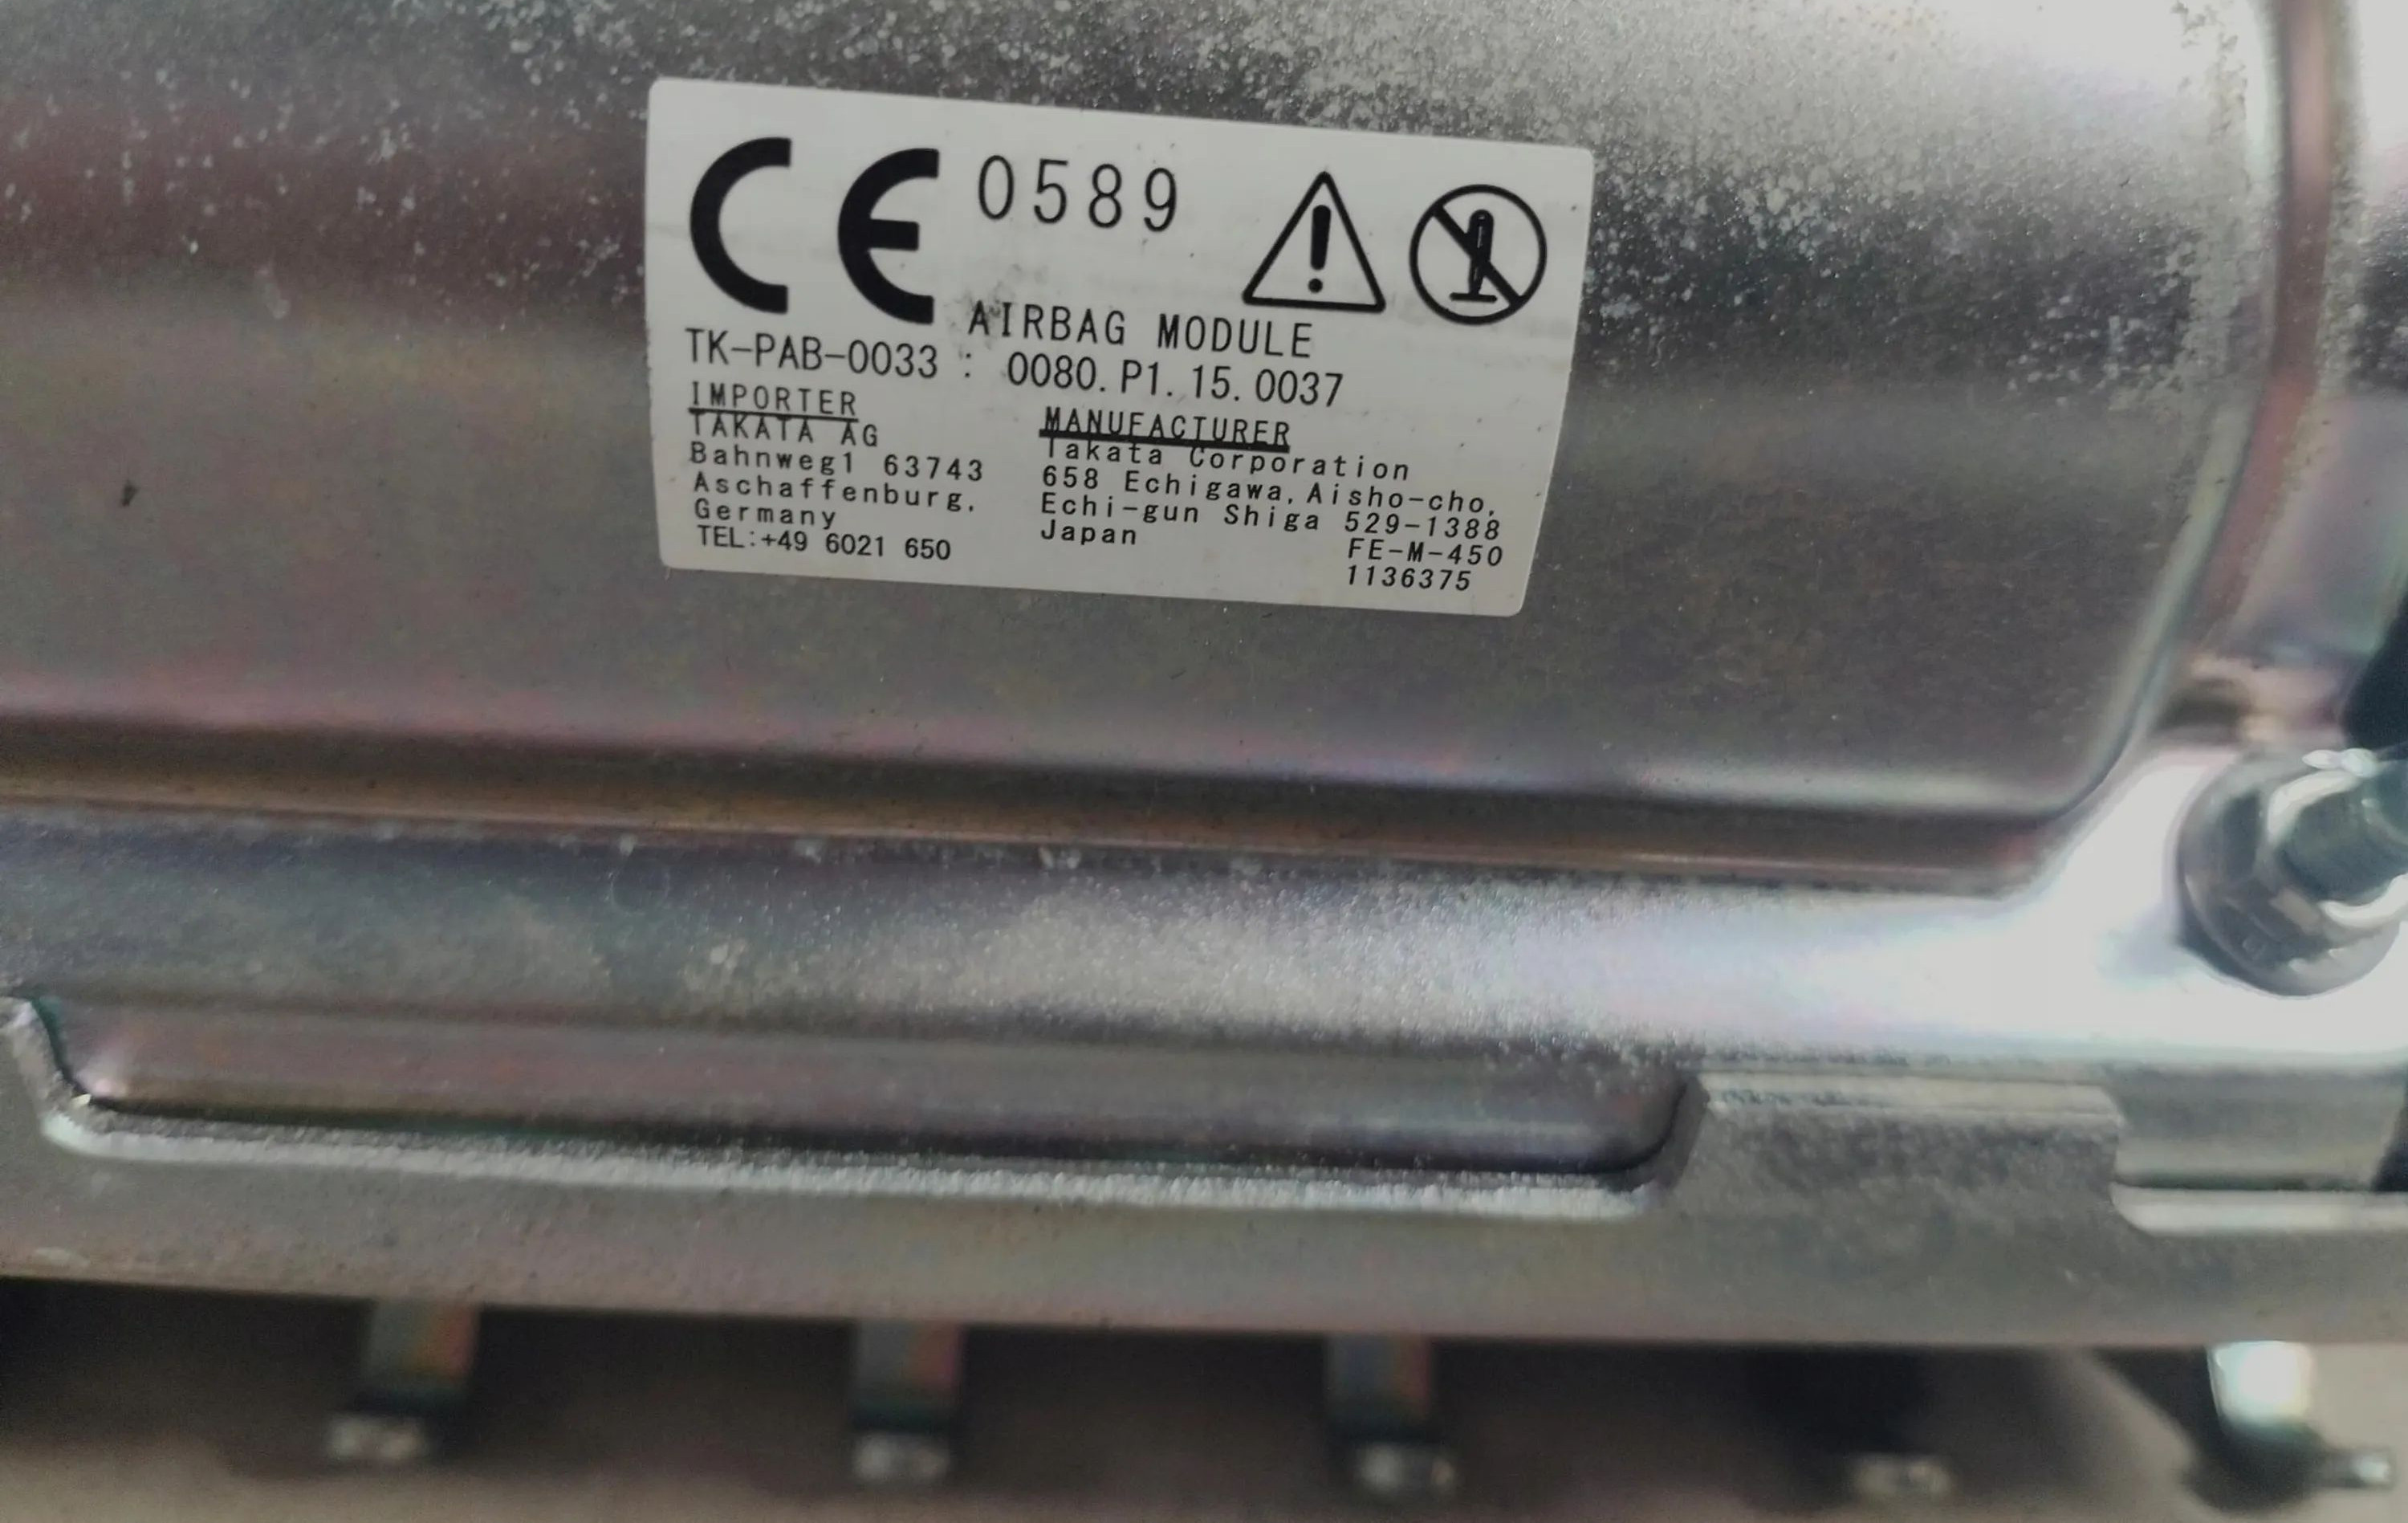 CE 0589
AIRBAG MODULE
TK-PAB-0033 : 0080.P1.15.0037
IMPORTER
TAKATA AG
Bahnweg1 63743
Aschaffenburg,
Germany
TEL:+49 6021 650
MANUFACTURER
Takata Corporation
658 Echigawa,Aisho-cho,
Echi-gun Shiga 529-1388
Japan
FE-M-450
1136375